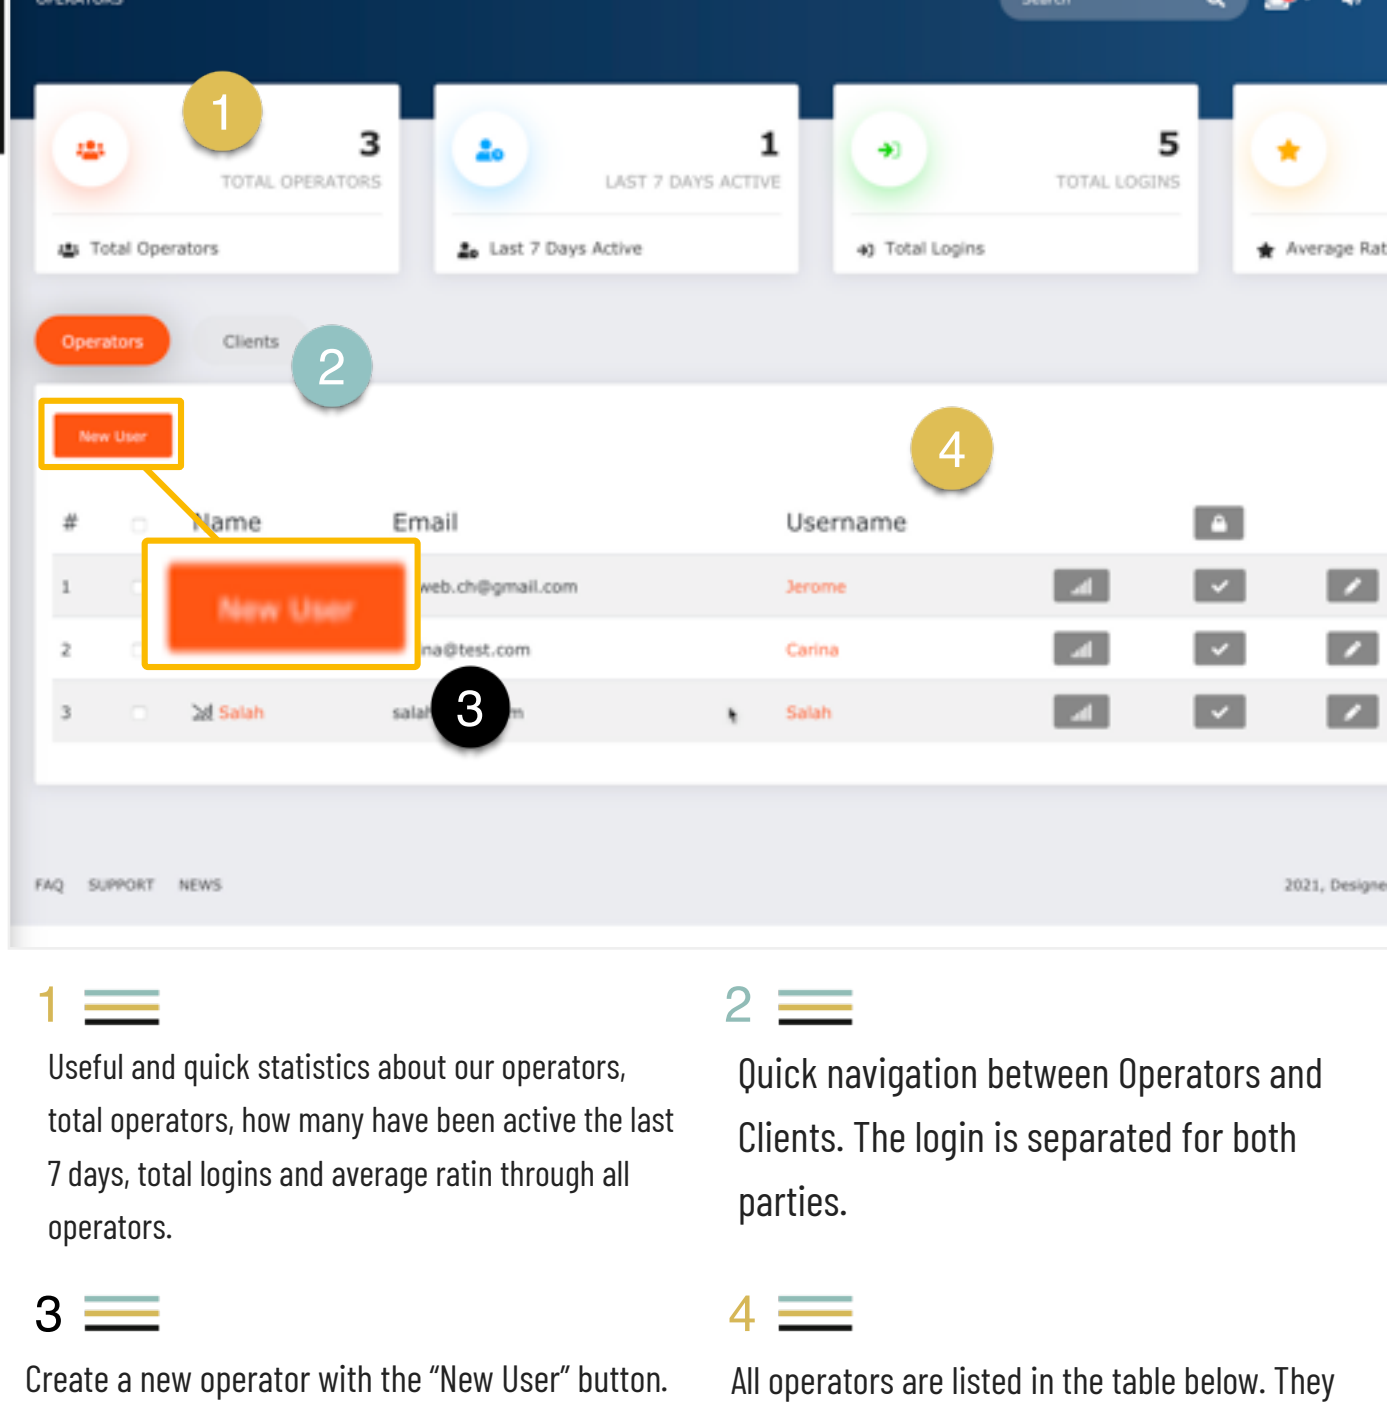 OPERATORS
Search
1
3
TOTAL OPERATORS
Total Operators
1
LAST 7 DAYS ACTIVE
Last 7 Days Active
5
TOTAL LOGINS
Total Logins
Average Rat
Operators
Clients
2
New User
4
# Name Email Username
1 web.ch@gmail.com Jerome
New User
2 na@test.com Carina
3 Salah salah Salah
3
FAQ SUPPORT NEWS
2021, Designe
1
Useful and quick statistics about our operators,
total operators, how many have been active the last
7 days, total logins and average ratin through all
operators.
2
Quick navigation between Operators and
Clients. The login is separated for both
parties.
3
Create a new operator with the “New User” button.
4
All operators are listed in the table below. They